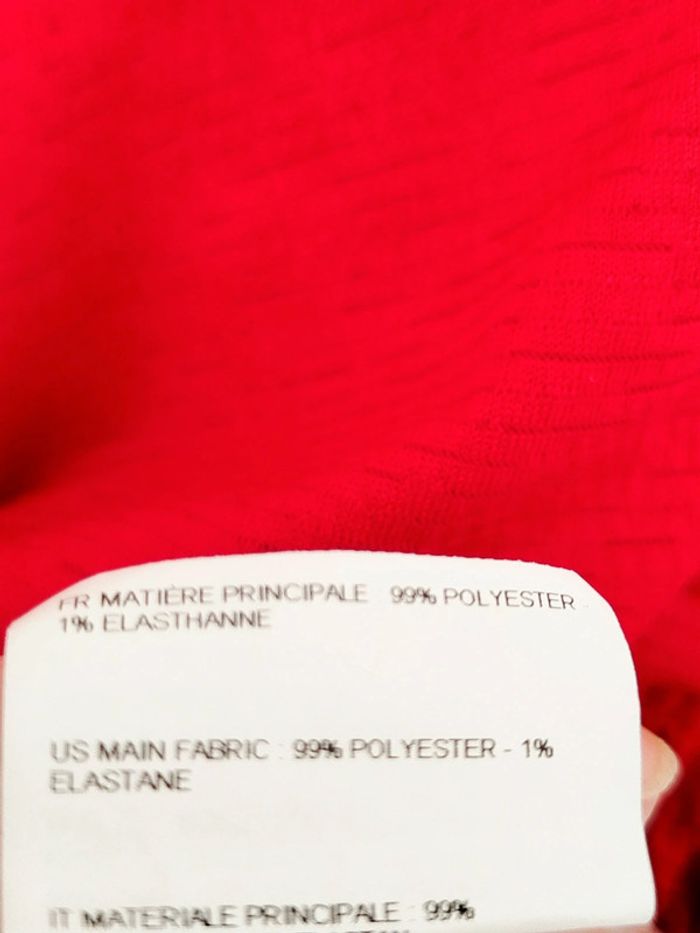 FR MATIÈRE PRINCIPALE : 99% POLYESTER -
1% ELASTHANNE
US MAIN FABRIC : 99% POLYESTER - 1%
ELASTANE
IT MATERIALE PRINCIPALE : 99%